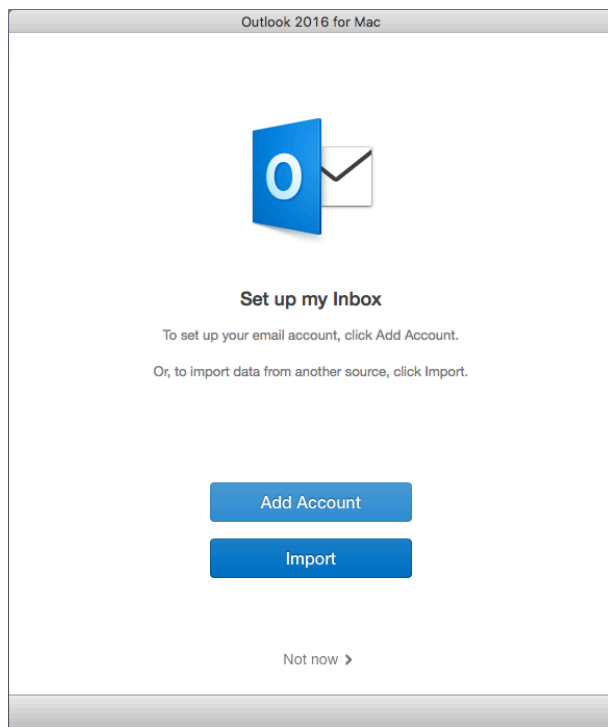 Outlook 2016 for Mac
O
Set up my Inbox
To set up your email account, click Add Account.
Or, to import data from another source, click Import.
Add Account
Import
Not now